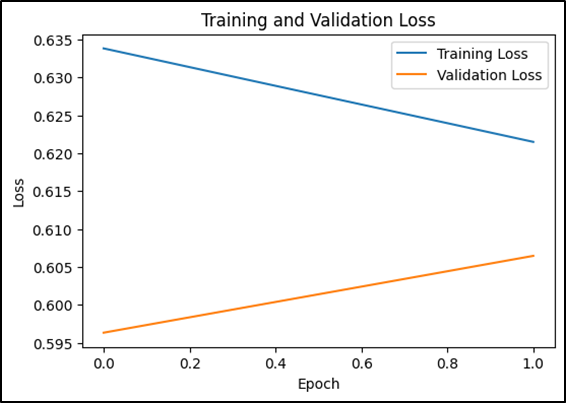 Training and Validation Loss
Training Loss
Validation Loss
0.635
0.630
0.625
0.620
0.615
0.610
0.605
0.600
0.595
Loss
0.0 0.2 0.4 0.6 0.8 1.0
Epoch